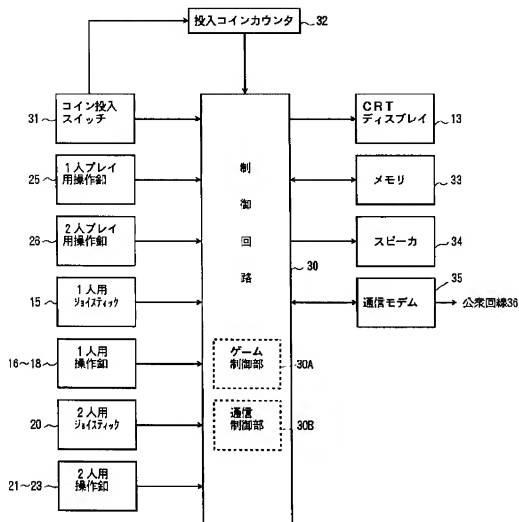 投入コインカウンタ
32
コイン投入
スイッチ
31
1人プレイ
用操作釦
25
2人プレイ
用操作釦
26
1人用
ジョイスティック
15
1人用
操作釦
16~18
2人用
ジョイスティック
20
2人用
操作釦
21~23
制
御
回
路
30
ゲーム
制御部
30A
通信
制御部
30B
CRT
ディスプレイ
13
メモリ
33
スピーカ
34
35
通信モデム
公衆回線36